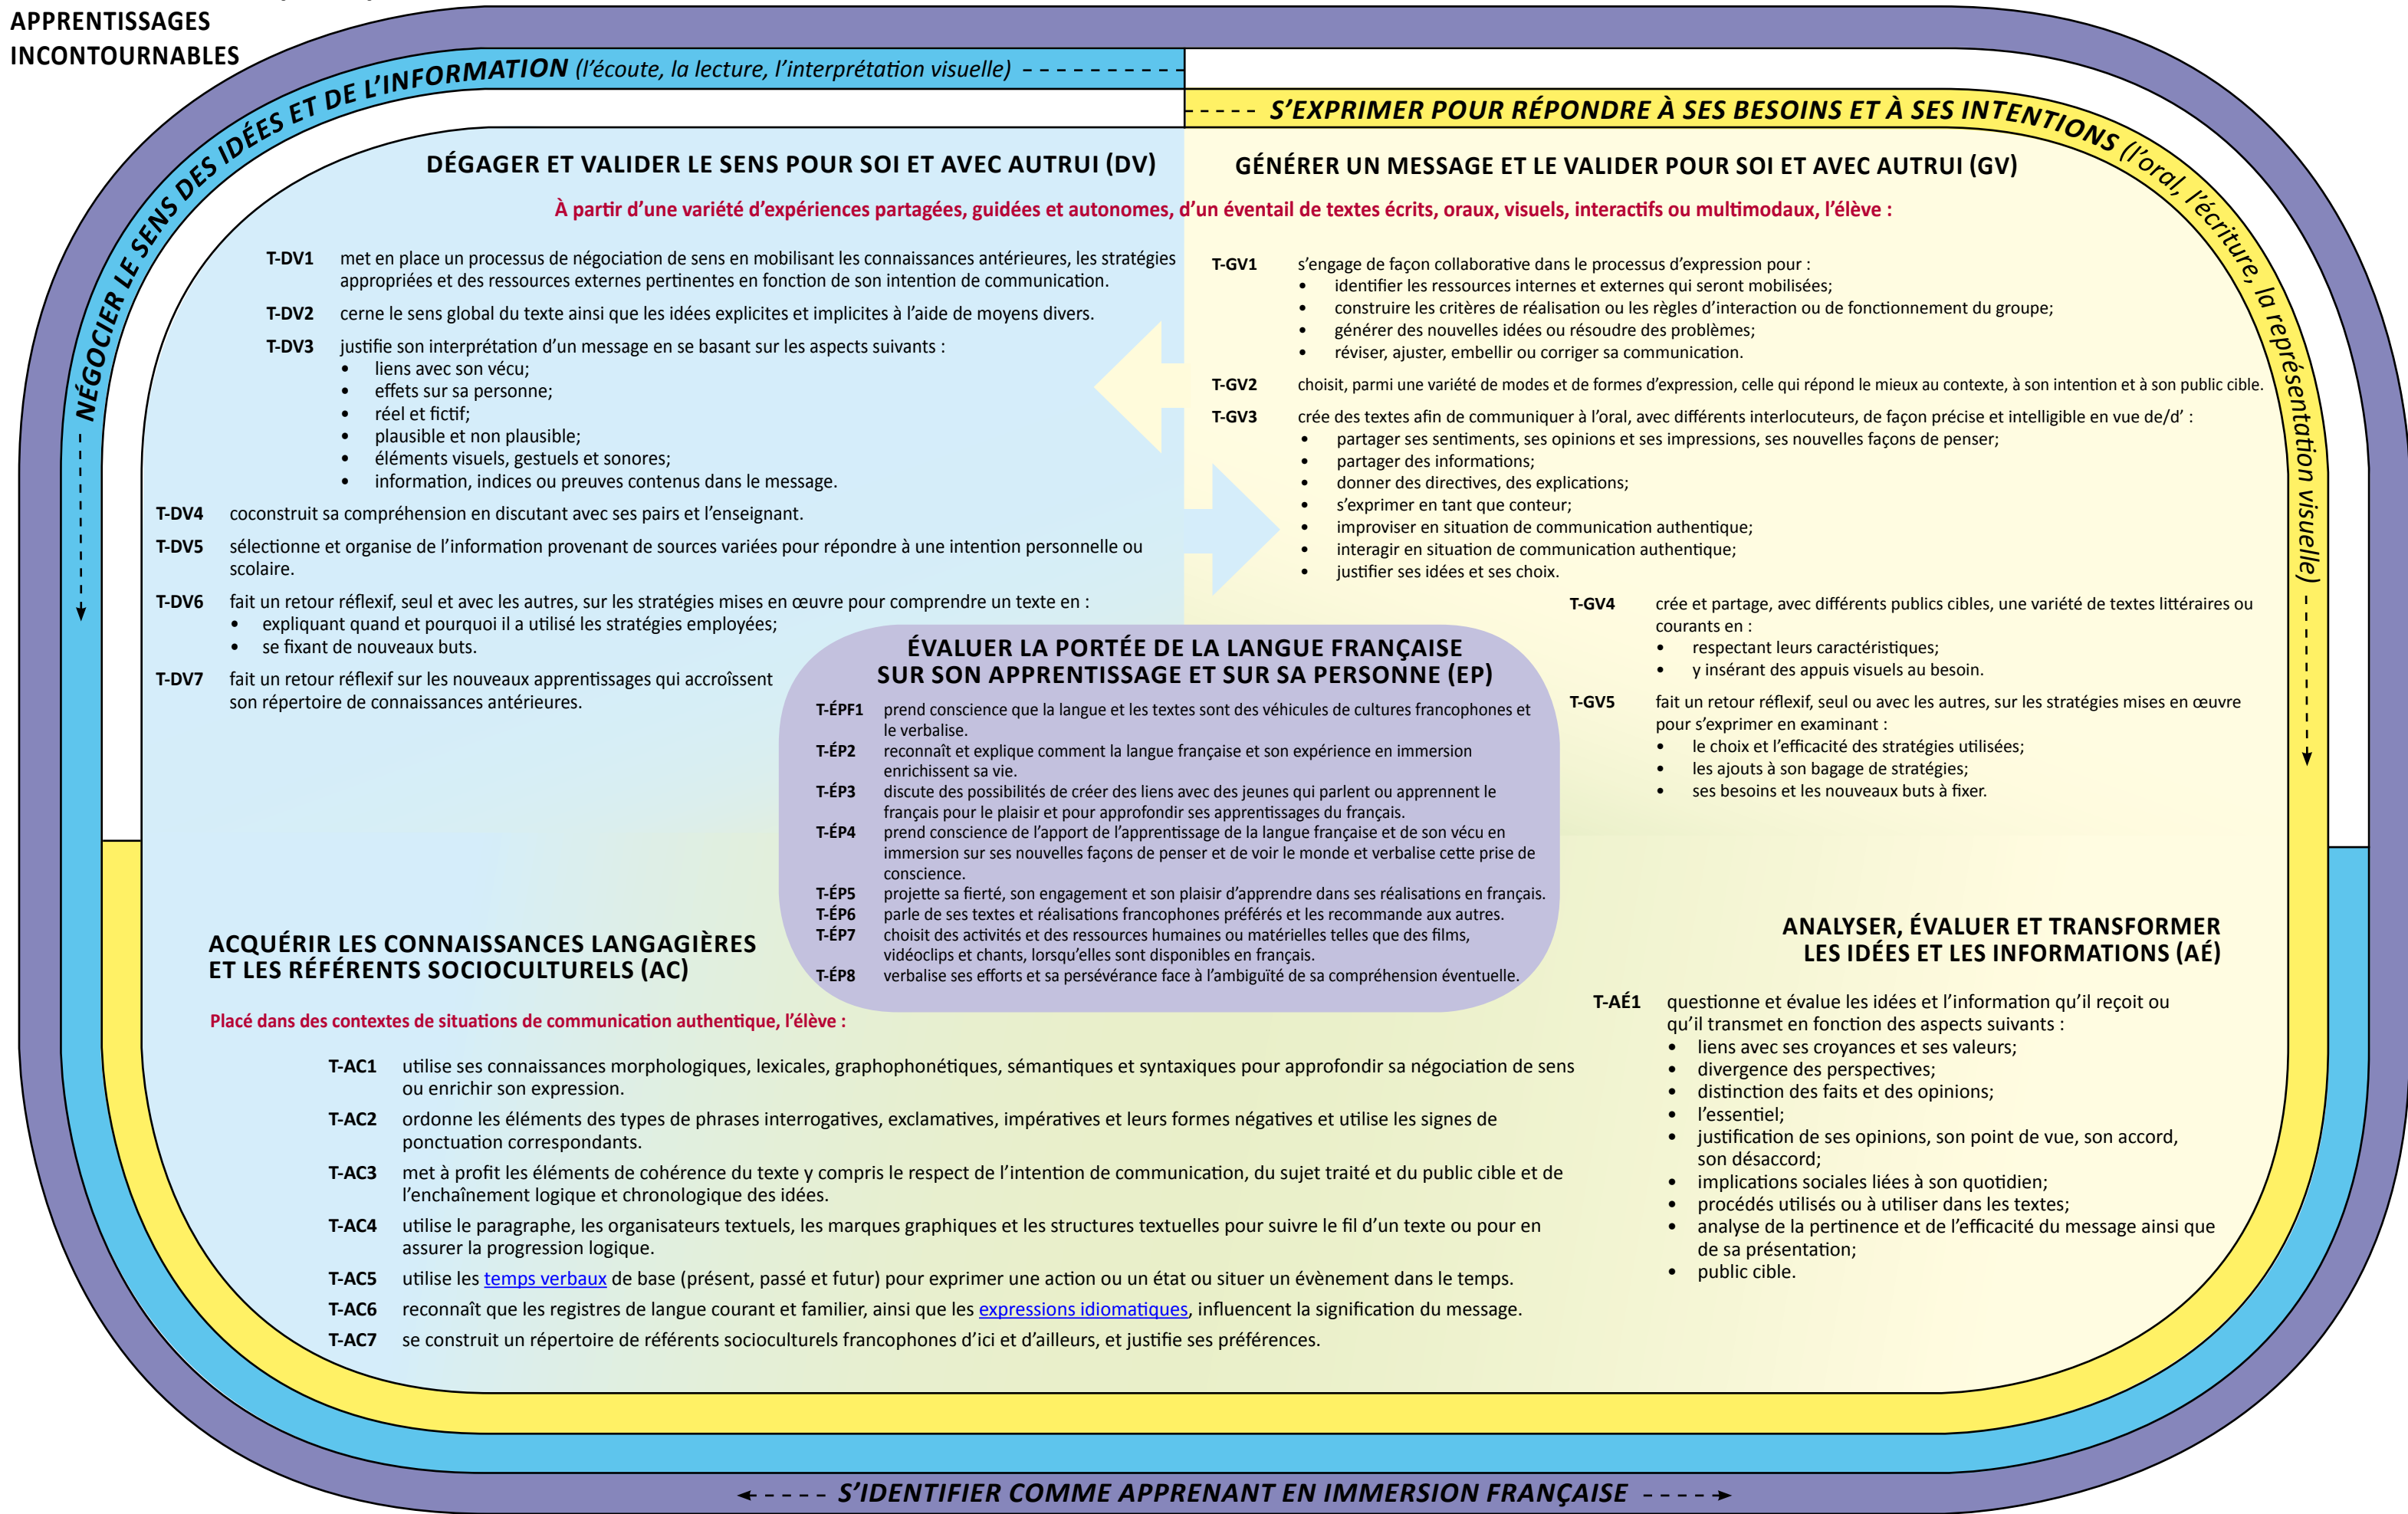 APPRENTISSAGES
INCONTOURNABLES
NÉGOCIER LE SENS DES IDÉES ET DE L'INFORMATION (l'écoute, la lecture, l'interprétation visuelle)
S'EXPRIMER POUR RÉPONDRE À SES BESOINS ET À SES INTENTIONS (l'oral, l'écriture, la représentation visuelle)
DÉGAGER ET VALIDER LE SENS POUR SOI ET AVEC AUTRUI (DV)
GÉNÉRER UN MESSAGE ET LE VALIDER POUR SOI ET AVEC AUTRUI (GV)
À partir d'une variété d'expériences partagées, guidées et autonomes, d'un éventail de textes écrits, oraux, visuels, interactifs ou multimodaux, l'élève :
T-DV1 met en place un processus de négociation de sens en mobilisant les connaissances antérieures, les stratégies
appropriées et des ressources externes pertinentes en fonction de son intention de communication.
T-DV2 cerne le sens global du texte ainsi que les idées explicites et implicites à l'aide de moyens divers.
T-DV3 justifie son interprétation d'un message en se basant sur les aspects suivants :
• liens avec son vécu;
• effets sur sa personne;
• réel et fictif;
• plausible et non plausible;
• éléments visuels, gestuels et sonores;
• information, indices ou preuves contenus dans le message.
T-DV4 coconstruit sa compréhension en discutant avec ses pairs et l'enseignant.
T-DV5 sélectionne et organise de l'information provenant de sources variées pour répondre à une intention personnelle ou
scolaire.
T-DV6 fait un retour réflexif, seul et avec les autres, sur les stratégies mises en œuvre pour comprendre un texte en :
• expliquant quand et pourquoi il a utilisé les stratégies employées;
• se fixant de nouveaux buts.
T-DV7 fait un retour réflexif sur les nouveaux apprentissages qui accroîssent
son répertoire de connaissances antérieures.
T-GV1 s'engage de façon collaborative dans le processus d'expression pour :
• identifier les ressources internes et externes qui seront mobilisées;
• construire les critères de réalisation ou les règles d'interaction ou de fonctionnement du groupe;
• générer des nouvelles idées ou résoudre des problèmes;
• réviser, ajuster, embellir ou corriger sa communication.
T-GV2 choisit, parmi une variété de modes et de formes d'expression, celle qui répond le mieux au contexte, à son intention et à son public cible.
T-GV3 crée des textes afin de communiquer à l'oral, avec différents interlocuteurs, de façon précise et intelligible en vue de/d' :
• partager ses sentiments, ses opinions et ses impressions, ses nouvelles façons de penser;
• partager des informations;
• donner des directives, des explications;
• s'exprimer en tant que conteur;
• improviser en situation de communication authentique;
• interagir en situation de communication authentique;
• justifier ses idées et ses choix.
T-GV4 crée et partage, avec différents publics cibles, une variété de textes littéraires ou
courants en :
• respectant leurs caractéristiques;
• y insérant des appuis visuels au besoin.
T-GV5 fait un retour réflexif, seul ou avec les autres, sur les stratégies mises en œuvre
pour s'exprimer en examinant :
• le choix et l'efficacité des stratégies utilisées;
• les ajouts à son bagage de stratégies;
• ses besoins et les nouveaux buts à fixer.
ÉVALUER LA PORTÉE DE LA LANGUE FRANÇAISE
SUR SON APPRENTISSAGE ET SUR SA PERSONNE (EP)
T-ÉPF1 prend conscience que la langue et les textes sont des véhicules de cultures francophones et
le verbalise.
T-ÉP2 reconnaît et explique comment la langue française et son expérience en immersion
enrichissent sa vie.
T-ÉP3 discute des possibilités de créer des liens avec des jeunes qui parlent ou apprennent le
français pour le plaisir et pour approfondir ses apprentissages du français.
T-ÉP4 prend conscience de l'apport de l'apprentissage de la langue française et de son vécu en
immersion sur ses nouvelles façons de penser et de voir le monde et verbalise cette prise de
conscience.
T-ÉP5 projette sa fierté, son engagement et son plaisir d'apprendre dans ses réalisations en français.
T-ÉP6 parle de ses textes et réalisations francophones préférés et les recommande aux autres.
T-ÉP7 choisit des activités et des ressources humaines ou matérielles telles que des films,
vidéoclips et chants, lorsqu'elles sont disponibles en français.
T-ÉP8 verbalise ses efforts et sa persévérance face à l'ambiguïté de sa compréhension éventuelle.
ACQUÉRIR LES CONNAISSANCES LANGAGIÈRES
ET LES RÉFÉRENTS SOCIOCULTURELS (AC)
Placé dans des contextes de situations de communication authentique, l'élève :
T-AC1 utilise ses connaissances morphologiques, lexicales, graphophonétiques, sémantiques et syntaxiques pour approfondir sa négociation de sens
ou enrichir son expression.
T-AC2 ordonne les éléments des types de phrases interrogatives, exclamatives, impératives et leurs formes négatives et utilise les signes de
ponctuation correspondants.
T-AC3 met à profit les éléments de cohérence du texte y compris le respect de l'intention de communication, du sujet traité et du public cible et de
l'enchaînement logique et chronologique des idées.
T-AC4 utilise le paragraphe, les organisateurs textuels, les marques graphiques et les structures textuelles pour suivre le fil d'un texte ou pour en
assurer la progression logique.
T-AC5 utilise les temps verbaux de base (présent, passé et futur) pour exprimer une action ou un état ou situer un évènement dans le temps.
T-AC6 reconnaît que les registres de langue courant et familier, ainsi que les expressions idiomatiques, influencent la signification du message.
T-AC7 se construit un répertoire de référents socioculturels francophones d'ici et d'ailleurs, et justifie ses préférences.
ANALYSER, ÉVALUER ET TRANSFORMER
LES IDÉES ET LES INFORMATIONS (AÉ)
T-AÉ1 questionne et évalue les idées et l'information qu'il reçoit ou
qu'il transmet en fonction des aspects suivants :
• liens avec ses croyances et ses valeurs;
• divergence des perspectives;
• distinction des faits et des opinions;
• l'essentiel;
• justification de ses opinions, son point de vue, son accord,
son désaccord;
• implications sociales liées à son quotidien;
• procédés utilisés ou à utiliser dans les textes;
• analyse de la pertinence et de l'efficacité du message ainsi que
de sa présentation;
• public cible.
S'IDENTIFIER COMME APPRENANT EN IMMERSION FRANÇAISE